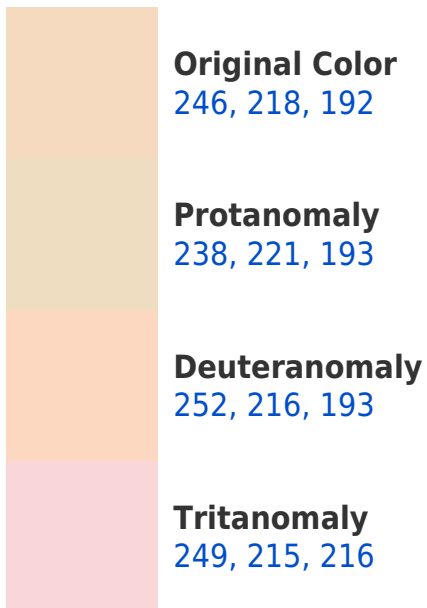 Original Color
246, 218, 192
Protanomaly
238, 221, 193
Deuteranomaly
252, 216, 193
Tritanomaly
249, 215, 216